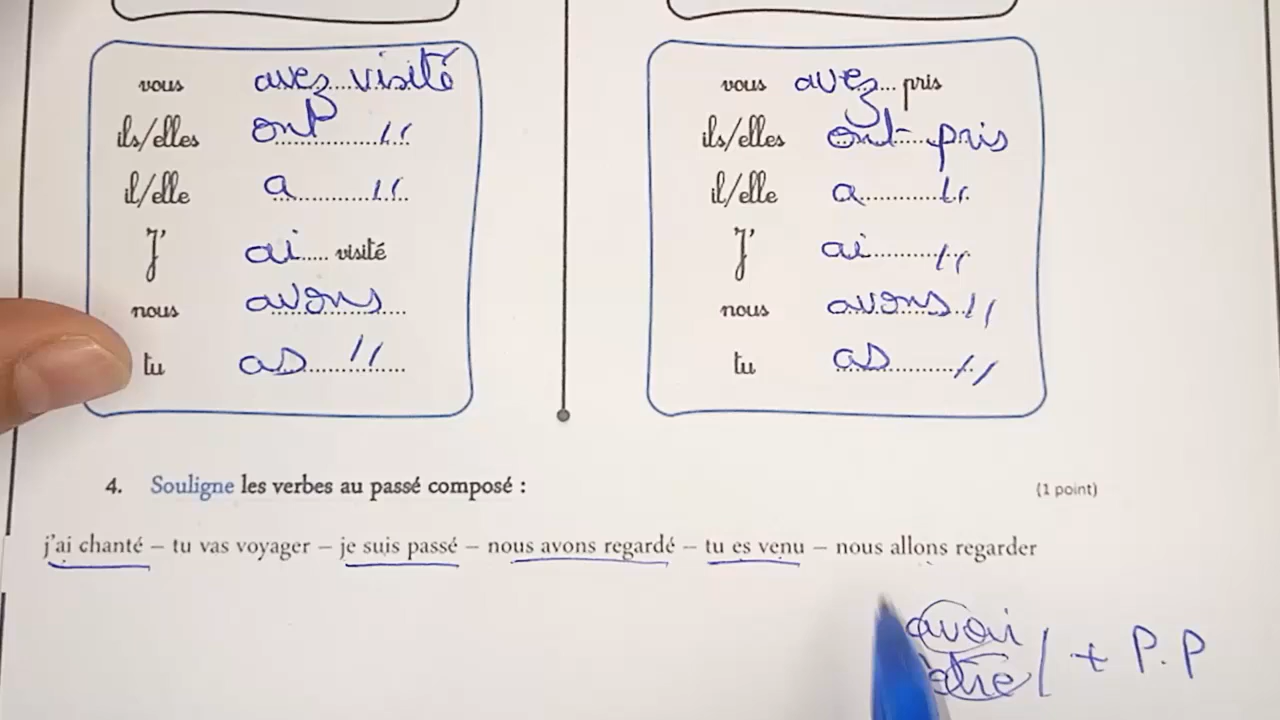 vous avez....visité
ils/elles ont.............."
il/elle a............"
J' ai..... visité
nous avons...
tu as...."......
vous avez... pris
ils/elles ont.....pris
il/elle a............"
J' ai............"
nous avons.."
tu as............"
4. Souligne les verbes au passé composé : (1 point)
j'ai chanté – tu vas voyager – je suis passé – nous avons regardé – tu es venu – nous allons regarder
avoir
être / + P.P